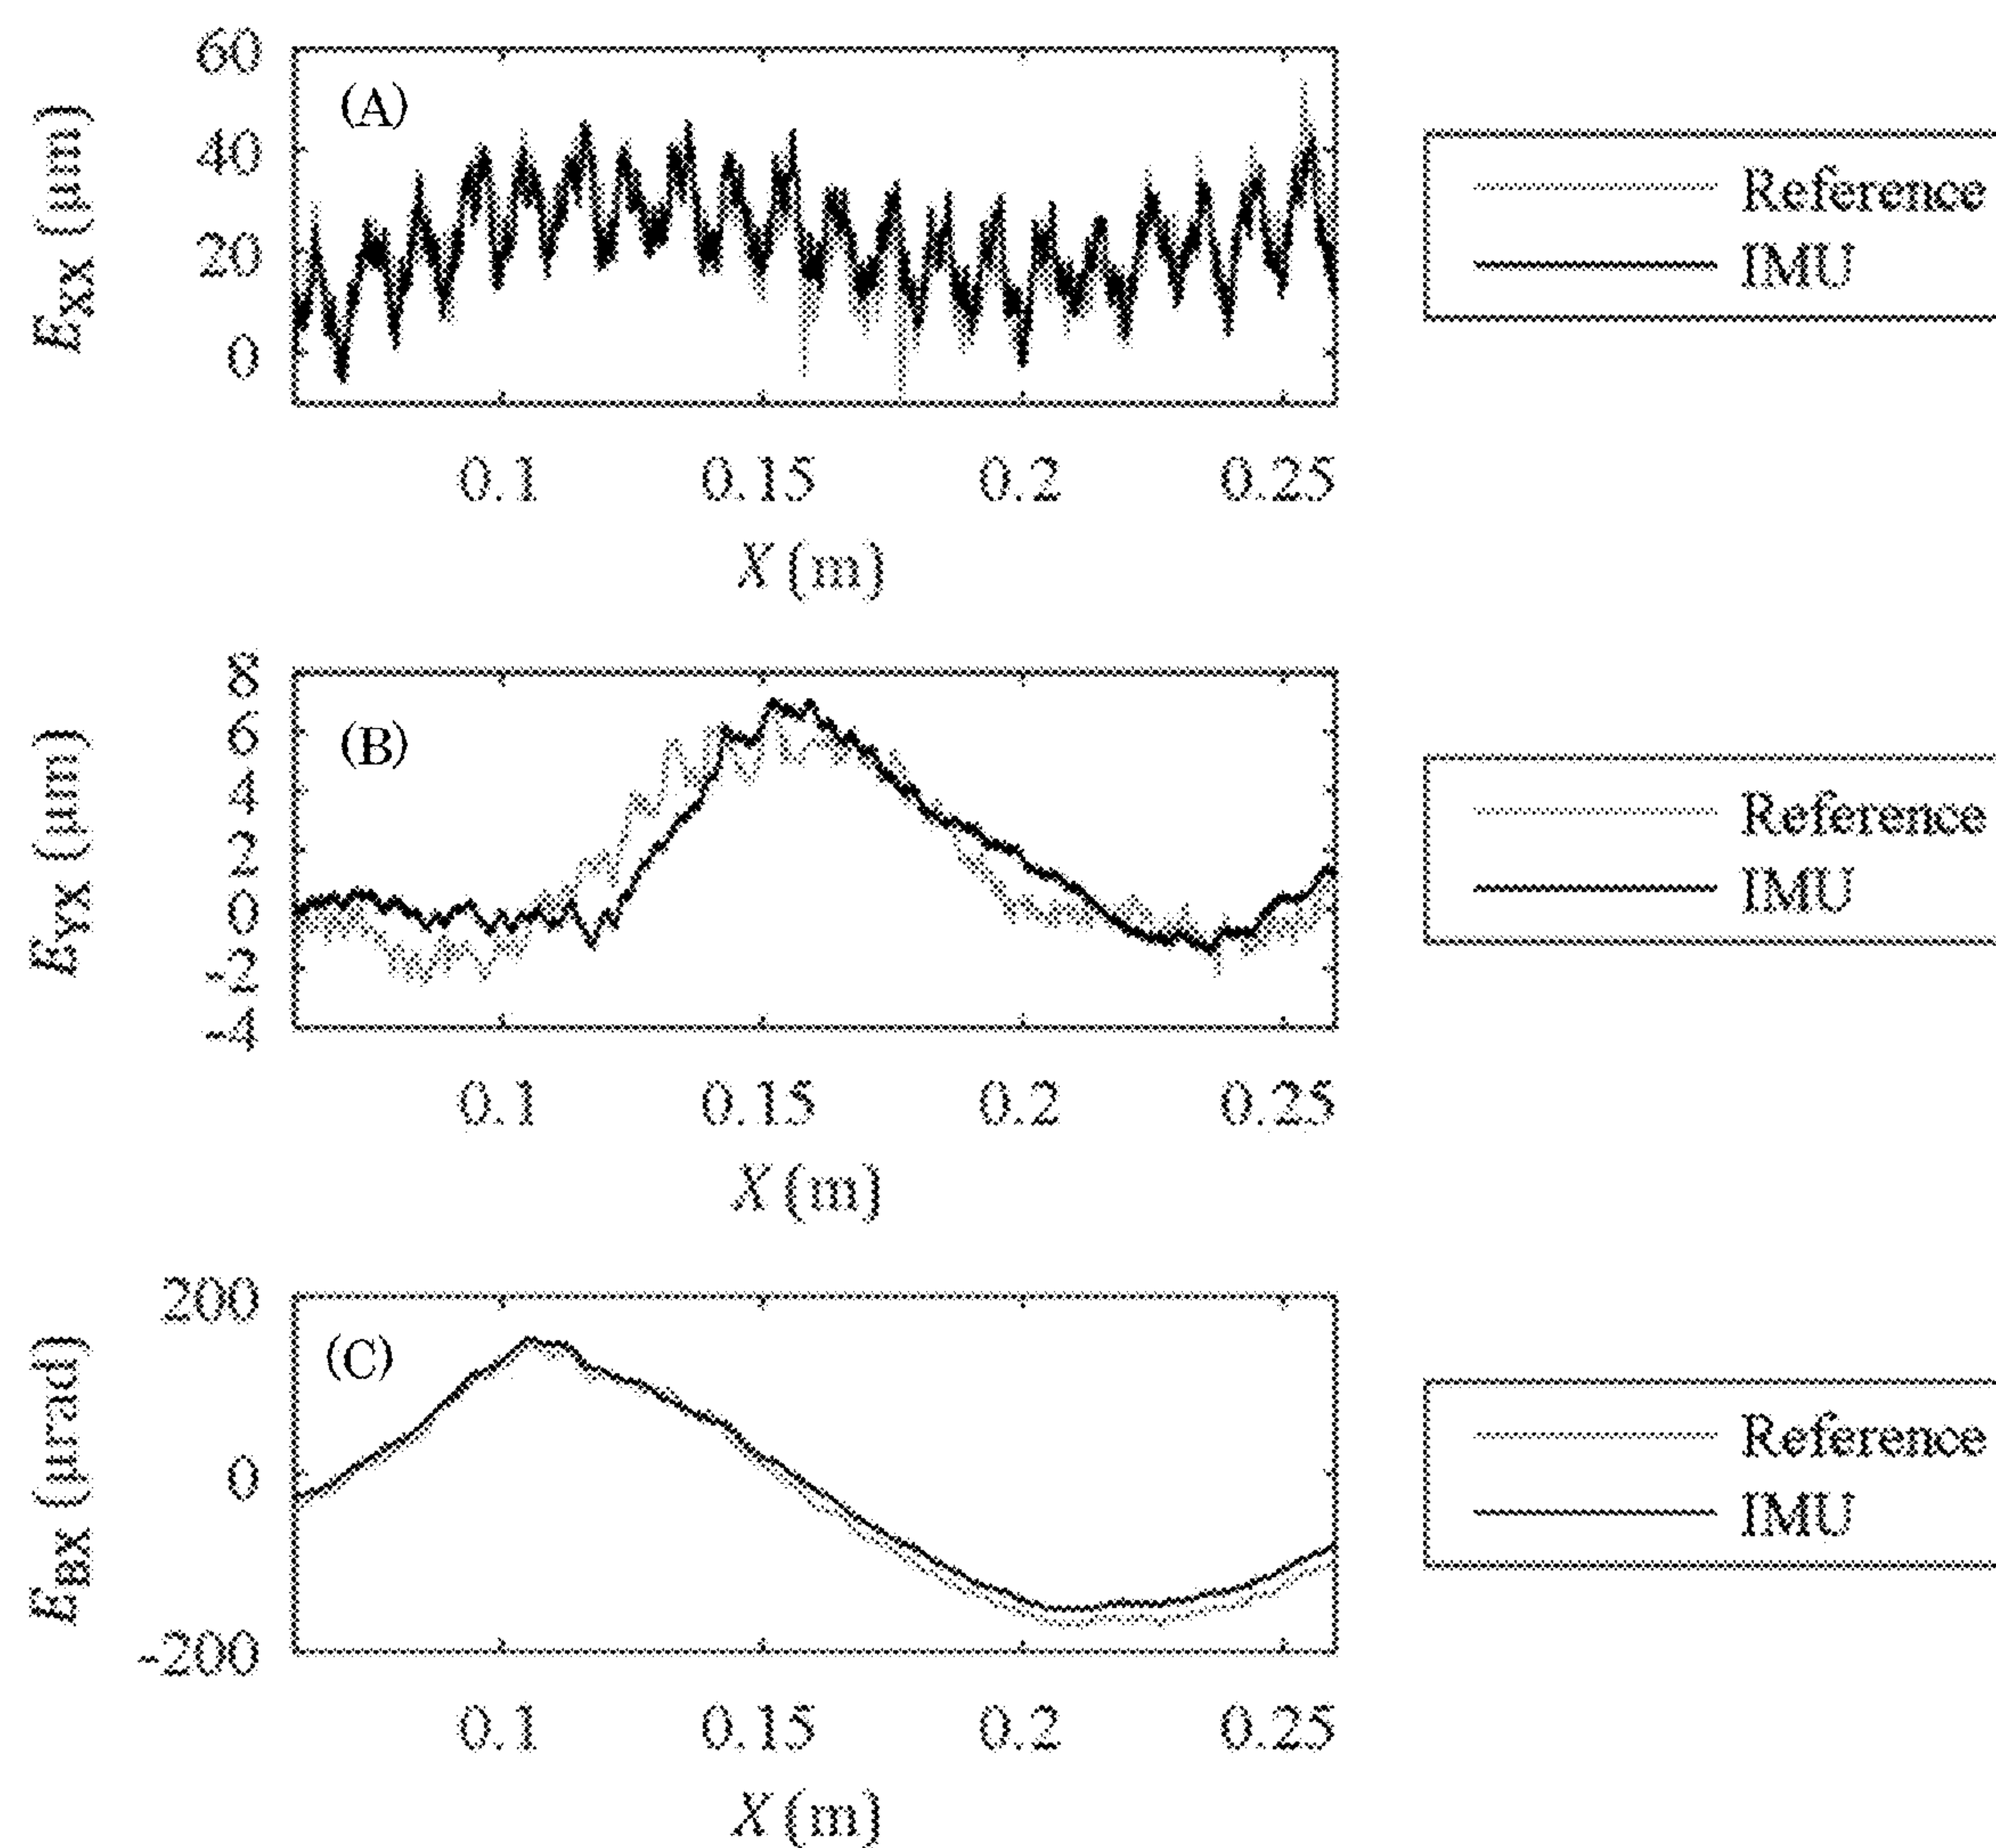 60
40
20
0
E_XX (μm)
(A)
0.1 0.15 0.2 0.25
X (m)
Reference
IMU
8
6
4
2
0
-2
-4
E_YX (μm)
(B)
0.1 0.15 0.2 0.25
X (m)
Reference
IMU
200
0
-200
E_BX (μrad)
(C)
0.1 0.15 0.2 0.25
X (m)
Reference
IMU